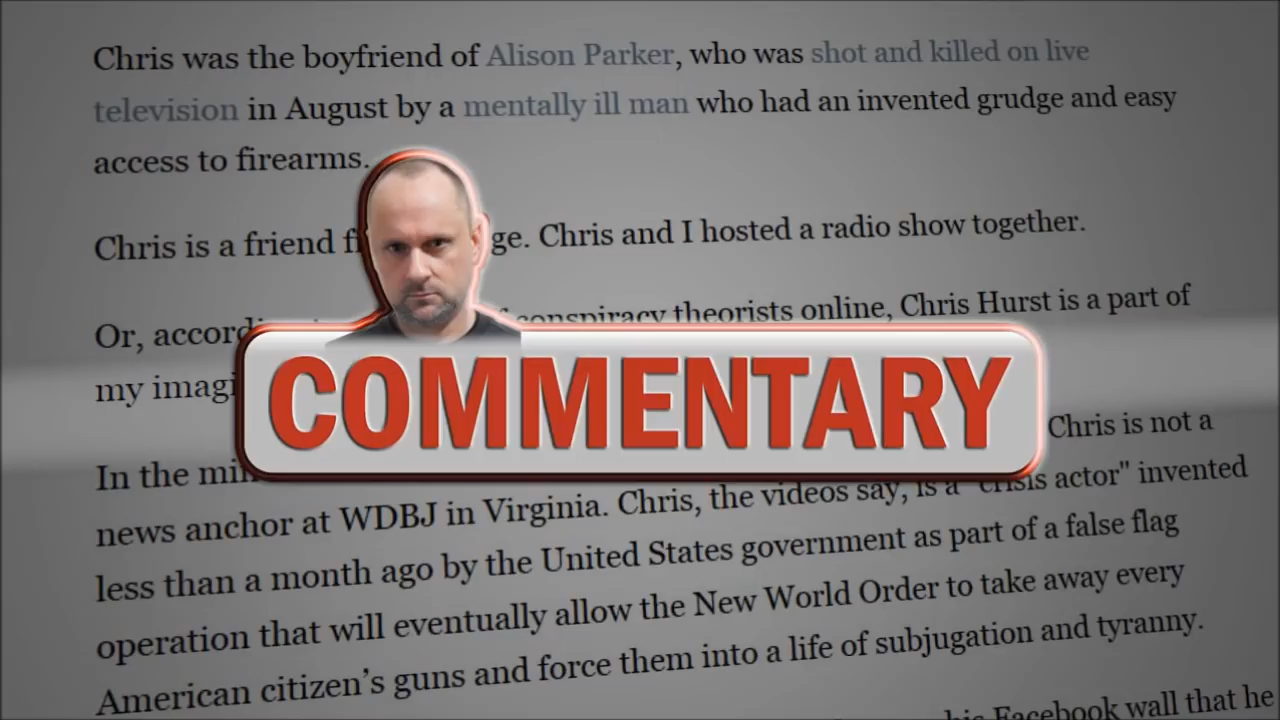 Chris was the boyfriend of Alison Parker, who was shot and killed on live
television in August by a mentally ill man who had an invented grudge and easy
access to firearms.
Chris is a friend f ge. Chris and I hosted a radio show together.
Or, accord conspiracy theorists online, Chris Hurst is a part of
my imagi
COMMENTARY
Chris is not a
In the mi
news anchor at WDBJ in Virginia. Chris, the videos say, is a "crisis actor" invented
less than a month ago by the United States government as part of a false flag
operation that will eventually allow the New World Order to take away every
American citizen's guns and force them into a life of subjugation and tyranny.
his Facebook wall that he